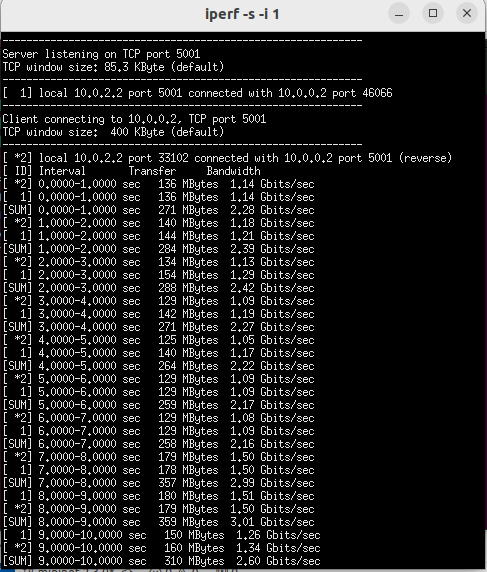 iperf -s -i 1
------------------------------------------------------------
Server listening on TCP port 5001
TCP window size: 85.3 KByte (default)
------------------------------------------------------------
[  1] local 10.0.2.2 port 5001 connected with 10.0.0.2 port 46066
------------------------------------------------------------
Client connecting to 10.0.0.2, TCP port 5001
TCP window size:  400 KByte (default)
------------------------------------------------------------
[ *2] local 10.0.2.2 port 33102 connected with 10.0.0.2 port 5001 (reverse)
[ ID] Interval       Transfer     Bandwidth
[ *2] 0.0000-1.0000 sec   136 MBytes  1.14 Gbits/sec
[  1] 0.0000-1.0000 sec   136 MBytes  1.14 Gbits/sec
[SUM] 0.0000-1.0000 sec   271 MBytes  2.28 Gbits/sec
[ *2] 1.0000-2.0000 sec   140 MBytes  1.18 Gbits/sec
[  1] 1.0000-2.0000 sec   144 MBytes  1.21 Gbits/sec
[SUM] 1.0000-2.0000 sec   284 MBytes  2.39 Gbits/sec
[ *2] 2.0000-3.0000 sec   134 MBytes  1.13 Gbits/sec
[  1] 2.0000-3.0000 sec   154 MBytes  1.29 Gbits/sec
[SUM] 2.0000-3.0000 sec   288 MBytes  2.42 Gbits/sec
[ *2] 3.0000-4.0000 sec   129 MBytes  1.09 Gbits/sec
[  1] 3.0000-4.0000 sec   142 MBytes  1.19 Gbits/sec
[SUM] 3.0000-4.0000 sec   271 MBytes  2.27 Gbits/sec
[ *2] 4.0000-5.0000 sec   125 MBytes  1.05 Gbits/sec
[  1] 4.0000-5.0000 sec   140 MBytes  1.17 Gbits/sec
[SUM] 4.0000-5.0000 sec   264 MBytes  2.22 Gbits/sec
[ *2] 5.0000-6.0000 sec   129 MBytes  1.09 Gbits/sec
[  1] 5.0000-6.0000 sec   129 MBytes  1.09 Gbits/sec
[SUM] 5.0000-6.0000 sec   259 MBytes  2.17 Gbits/sec
[ *2] 6.0000-7.0000 sec   129 MBytes  1.08 Gbits/sec
[  1] 6.0000-7.0000 sec   129 MBytes  1.09 Gbits/sec
[SUM] 6.0000-7.0000 sec   258 MBytes  2.16 Gbits/sec
[ *2] 7.0000-8.0000 sec   179 MBytes  1.50 Gbits/sec
[  1] 7.0000-8.0000 sec   178 MBytes  1.50 Gbits/sec
[SUM] 7.0000-8.0000 sec   357 MBytes  2.99 Gbits/sec
[  1] 8.0000-9.0000 sec   180 MBytes  1.51 Gbits/sec
[ *2] 8.0000-9.0000 sec   179 MBytes  1.50 Gbits/sec
[SUM] 8.0000-9.0000 sec   359 MBytes  3.01 Gbits/sec
[  1] 9.0000-10.0000 sec   150 MBytes  1.26 Gbits/sec
[ *2] 9.0000-10.0000 sec   160 MBytes  1.34 Gbits/sec
[SUM] 9.0000-10.0000 sec   310 MBytes  2.60 Gbits/sec